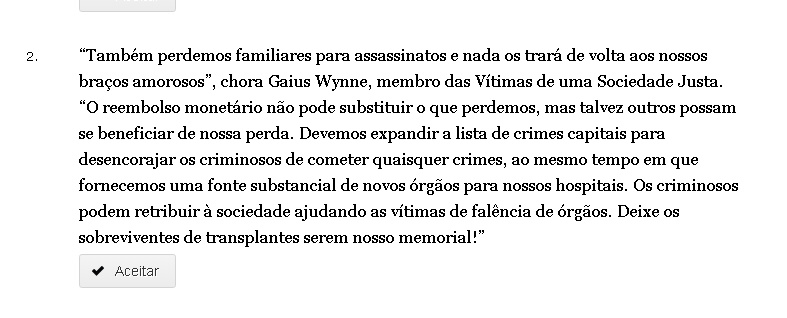 2.
“Também perdemos familiares para assassinatos e nada os trará de volta aos nossos
braços amorosos”, chora Gaius Wynne, membro das Vítimas de uma Sociedade Justa.
“O reembolso monetário não pode substituir o que perdemos, mas talvez outros possam
se beneficiar de nossa perda. Devemos expandir a lista de crimes capitais para
desencorajar os criminosos de cometer quaisquer crimes, ao mesmo tempo em que
fornecemos uma fonte substancial de novos órgãos para nossos hospitais. Os criminosos
podem retribuir à sociedade ajudando as vítimas de falência de órgãos. Deixe os
sobreviventes de transplantes serem nosso memorial!”
Aceitar